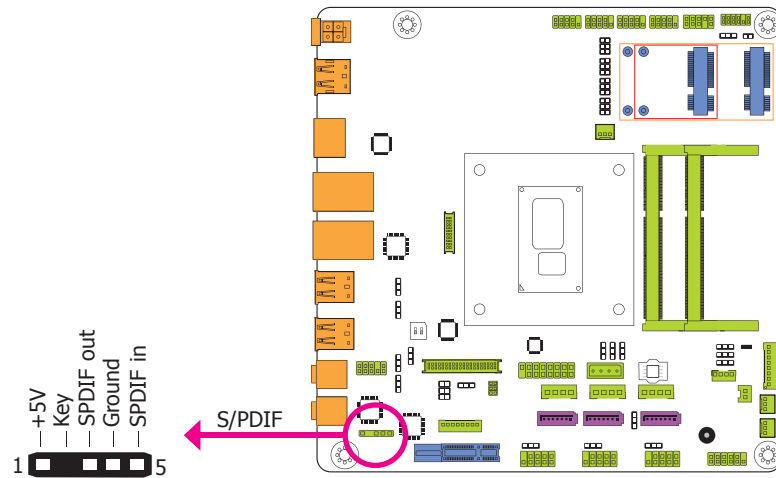 +5V
Key
SPDIF out
Ground
SPDIF in
1
5
S/PDIF